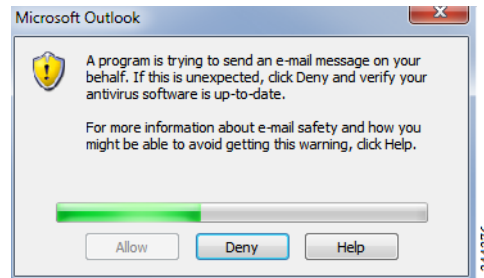 Microsoft Outlook
A program is trying to send an e-mail message on your
behalf. If this is unexpected, click Deny and verify your
antivirus software is up-to-date.
For more information about e-mail safety and how you
might be able to avoid getting this warning, click Help.
Allow
Deny
Help